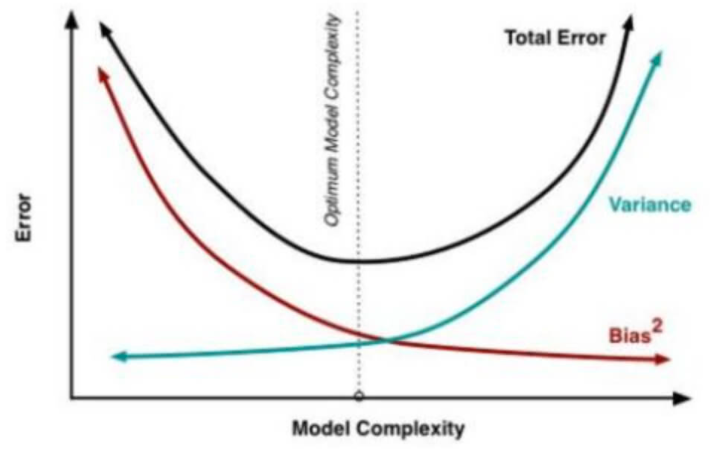 Total Error
Optimum Model Complexity
Variance
Error
Bias²
Model Complexity